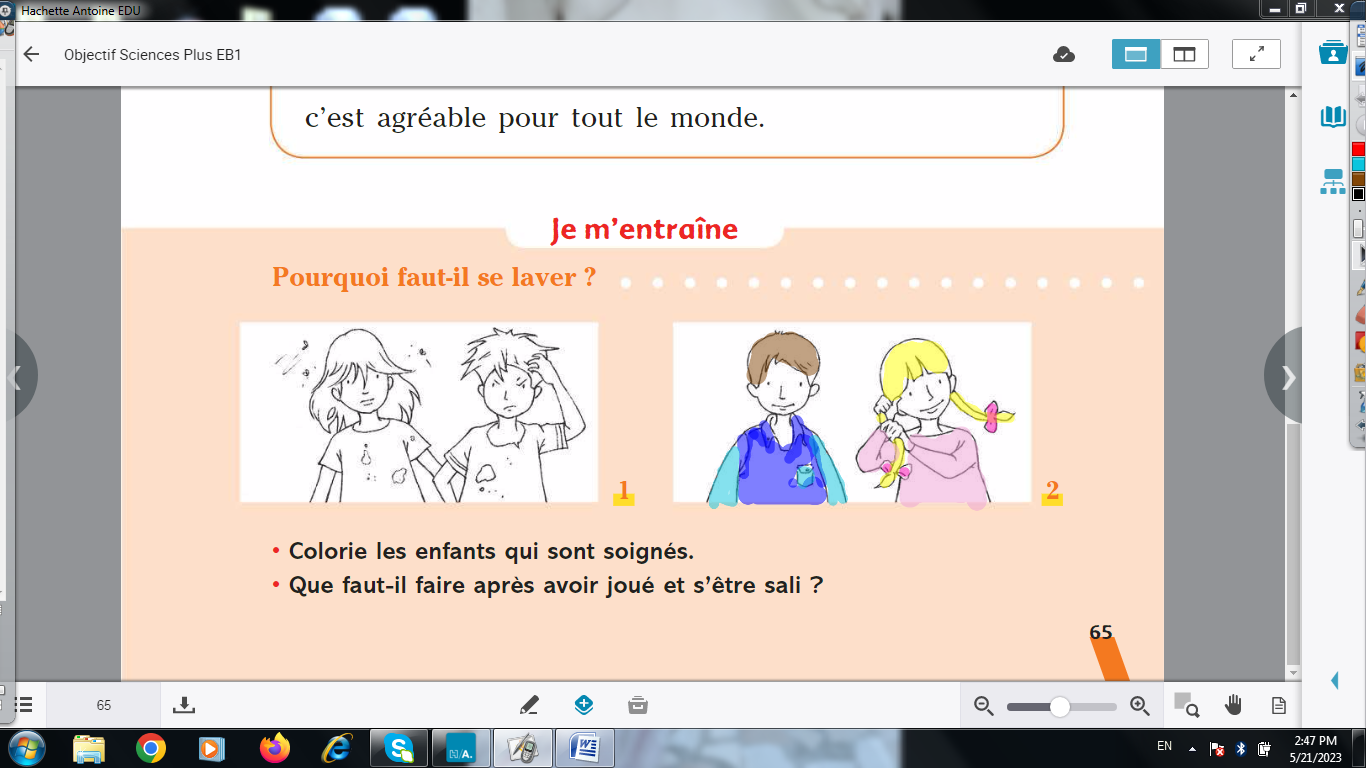 Hachette Antoine EDU
Objectif Sciences Plus EB1
c'est agréable pour tout le monde.
Je m'entraîne
Pourquoi faut-il se laver ?
1
2
• Colorie les enfants qui sont soignés.
• Que faut-il faire après avoir joué et s'être sali ?
65
65
H/A.
EN
2:47 PM
5/21/2023